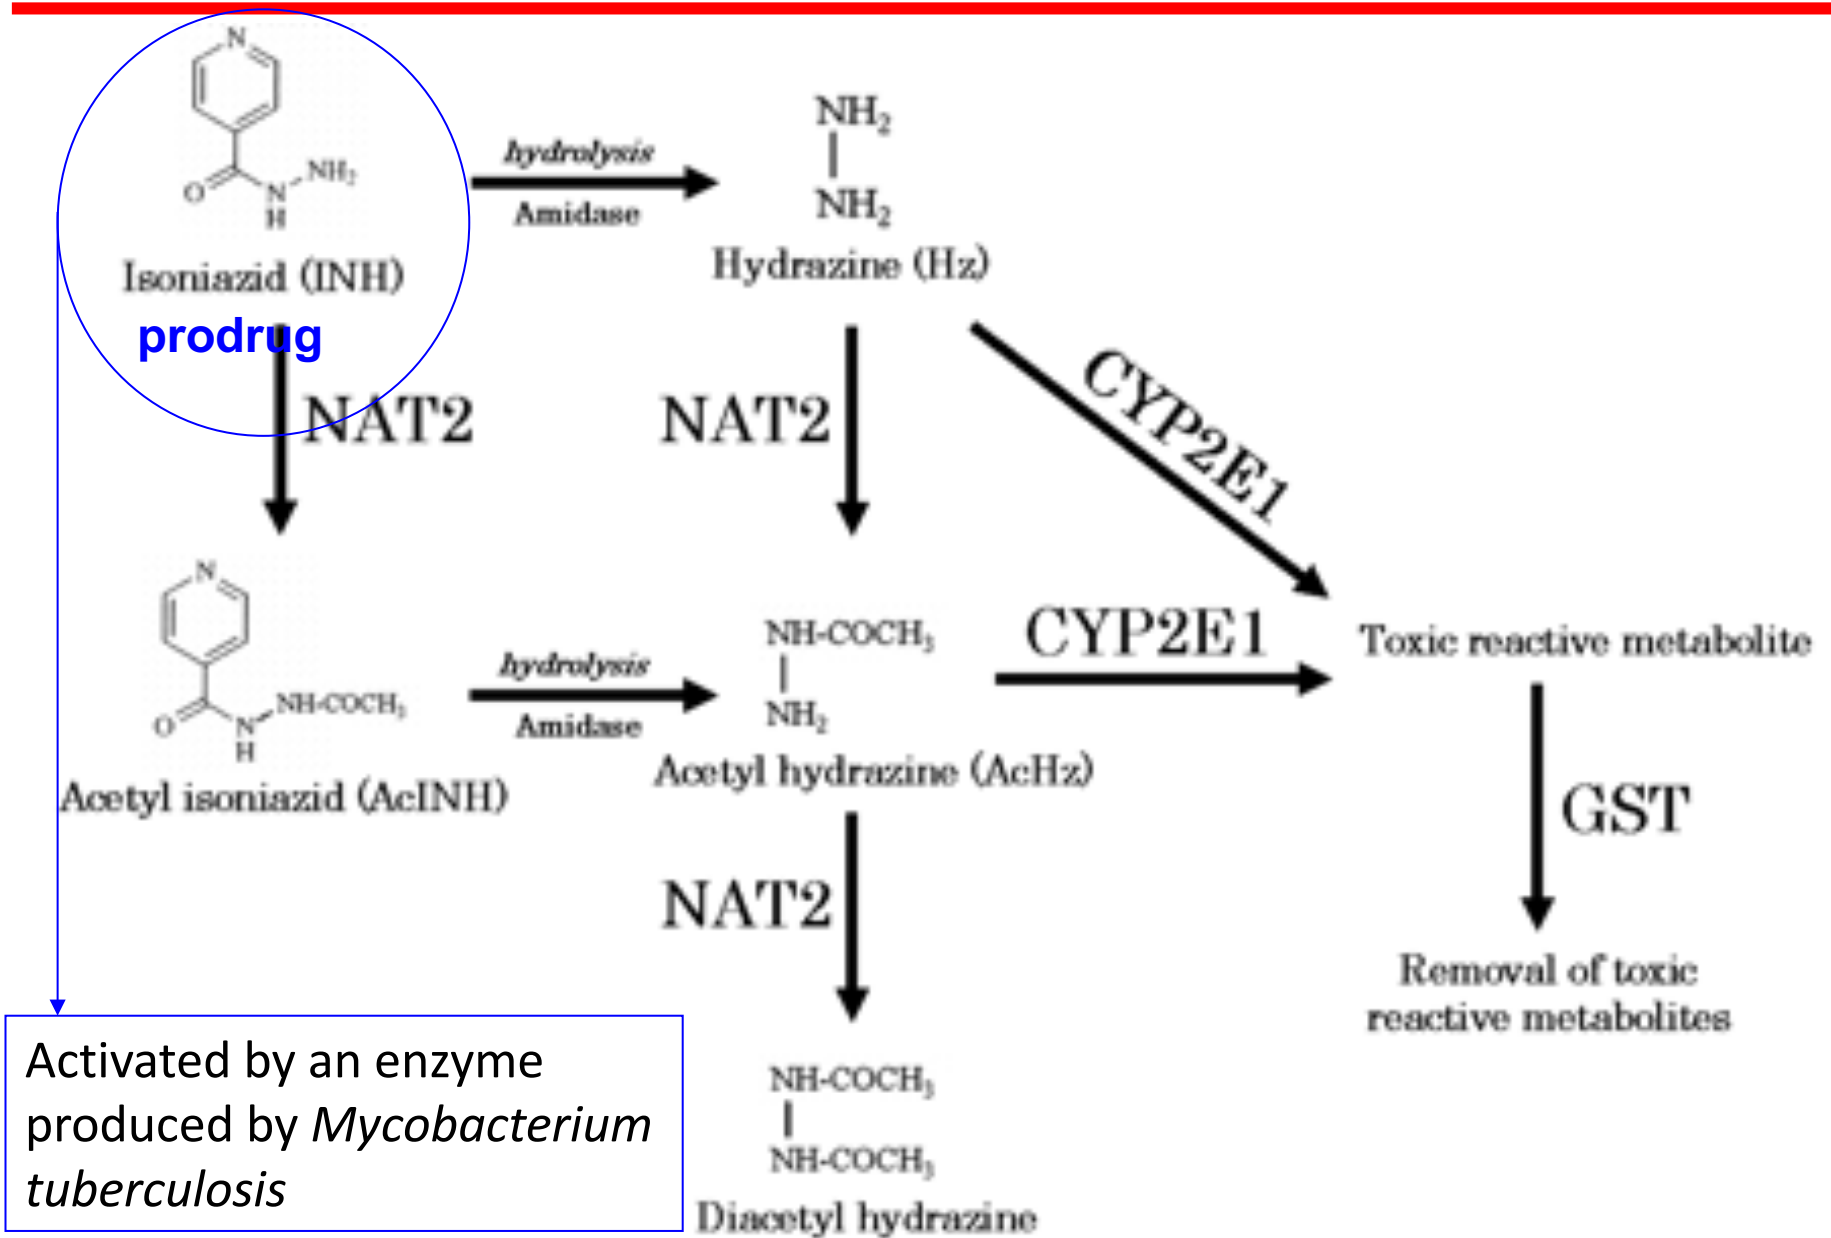 N
O
N
H
NH₂
Isoniazid (INH)
prodrug
hydrolysis
Amidase
NH₂
NH₂
Hydrazine (Hz)
NAT2
NAT2
CYP2E1
N
O
N
H
NH-COCH₃
Acetyl isoniazid (AcINH)
hydrolysis
Amidase
NH-COCH₃
NH₂
Acetyl hydrazine (AcHz)
CYP2E1
Toxic reactive metabolite
GST
Removal of toxic
reactive metabolites
NAT2
NH-COCH₃
NH-COCH₃
Diacetyl hydrazine
Activated by an enzyme
produced by Mycobacterium
tuberculosis